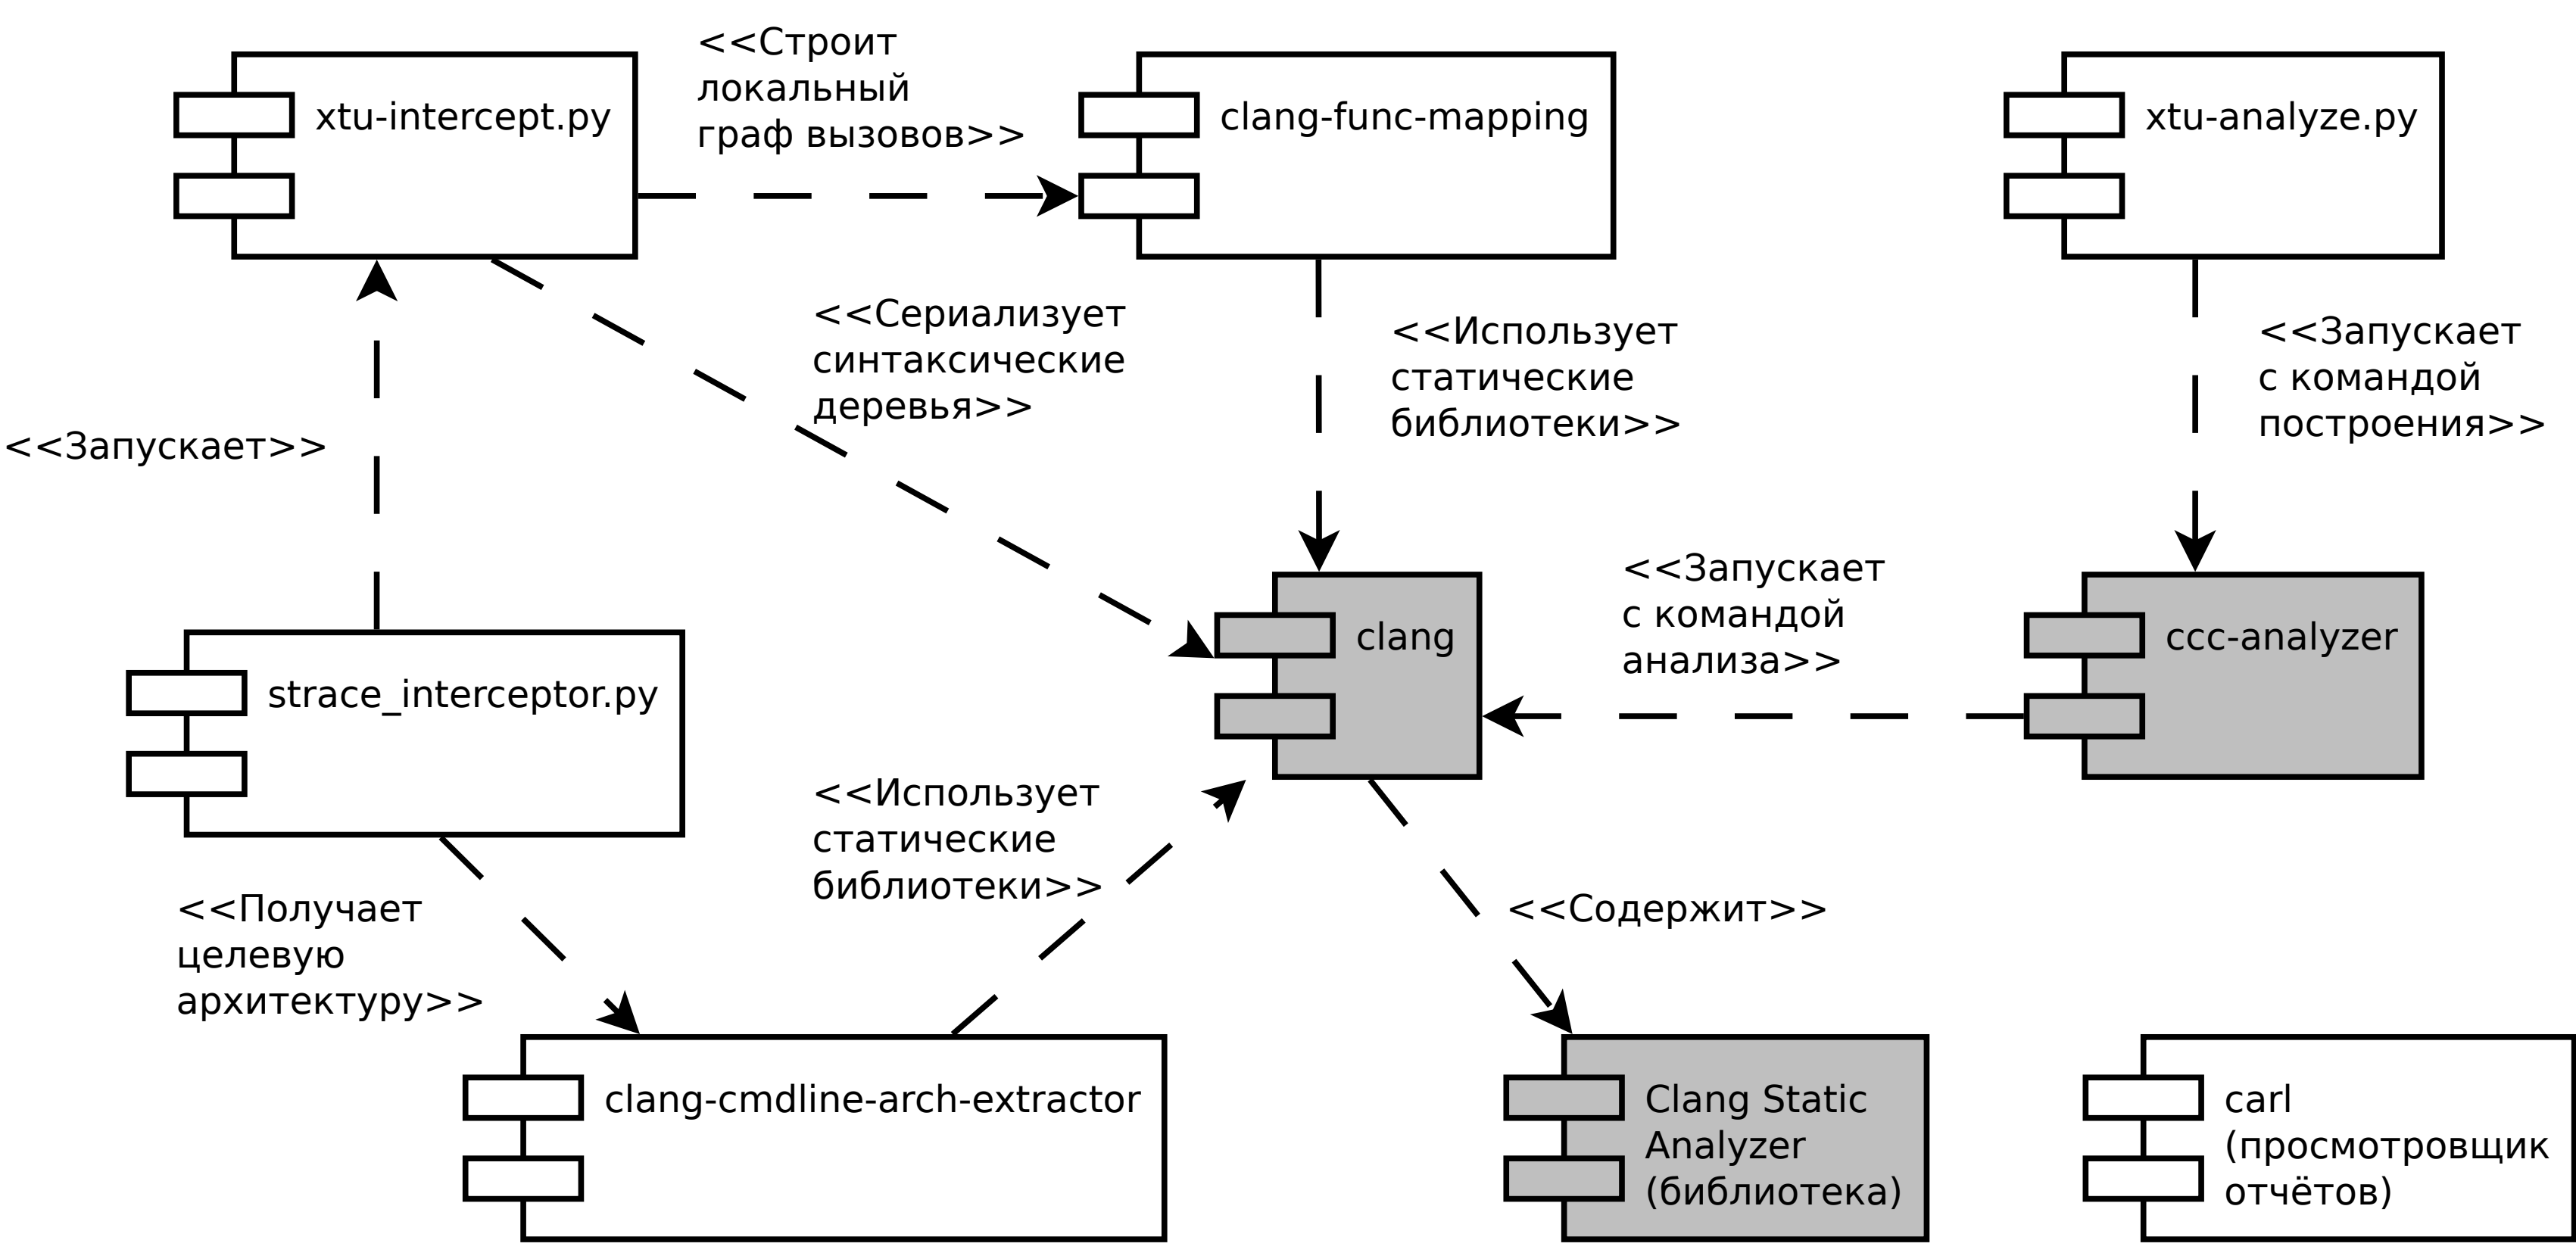 <<Строит
локальный
граф вызовов>>
xtu-intercept.py
clang-func-mapping
xtu-analyze.py
<<Сериализует
синтаксические
деревья>>
<<Использует
статические
библиотеки>>
<<Запускает
с командой
построения>>
<<Запускает>>
<<Запускает
с командой
анализа>>
strace_interceptor.py
clang
ccc-analyzer
<<Использует
статические
библиотеки>>
<<Получает
целевую
архитектуру>>
<<Содержит>>
clang-cmdline-arch-extractor
Clang Static
Analyzer
(библиотека)
carl
(просмотровщик
отчётов)